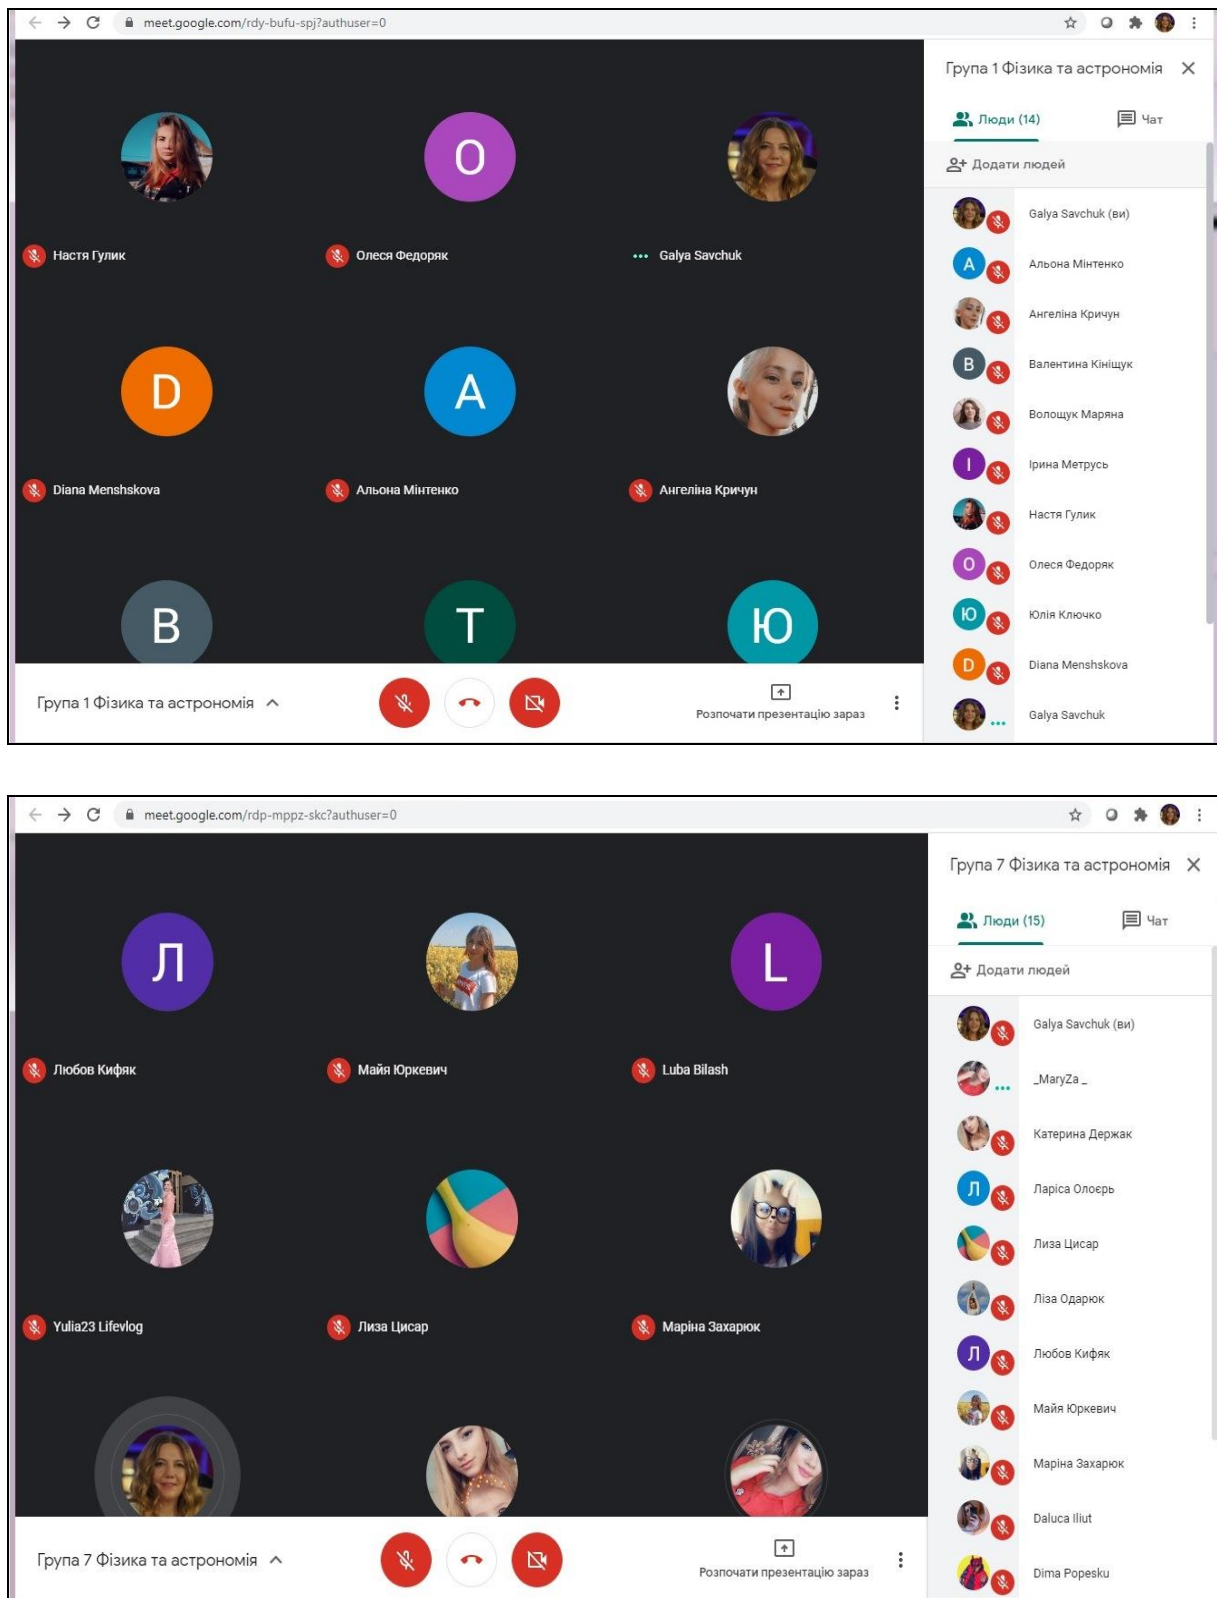 meet.google.com/rdy-bufu-spj?authuser=0
Група 1 Фізика та астрономія
Люди (14)
Чат
Додати людей
О
Настя Гулик
Олеся Федоряк
Galya Savchuk
D
A
Diana Menshskova
Альона Мінтенко
Ангеліна Кричун
В
Т
Ю
Galya Savchuk (ви)
А
Альона Мінтенко
Ангеліна Кричун
В
Валентина Кініщук
Волощук Маряна
І
Ірина Метрусь
Настя Гулик
О
Олеся Федоряк
Ю
Юлія Ключко
D
Diana Menshskova
Galya Savchuk
Група 1 Фізика та астрономія
Розпочати презентацію зараз
meet.google.com/rdp-mppz-skc?authuser=0
Група 7 Фізика та астрономія
Люди (15)
Чат
Додати людей
Л
L
Любов Кифяк
Майя Юркевич
Luba Bilash
Yulia23 Lifevlog
Лиза Цисар
Маріна Захарюк
Galya Savchuk (ви)
_MaryZa _
Катерина Держак
Л
Ларіса Олоєрь
Лиза Цисар
Ліза Одарюк
Л
Любов Кифяк
Майя Юркевич
Маріна Захарюк
Daluca Iliut
Dima Popesku
Група 7 Фізика та астрономія
Розпочати презентацію зараз